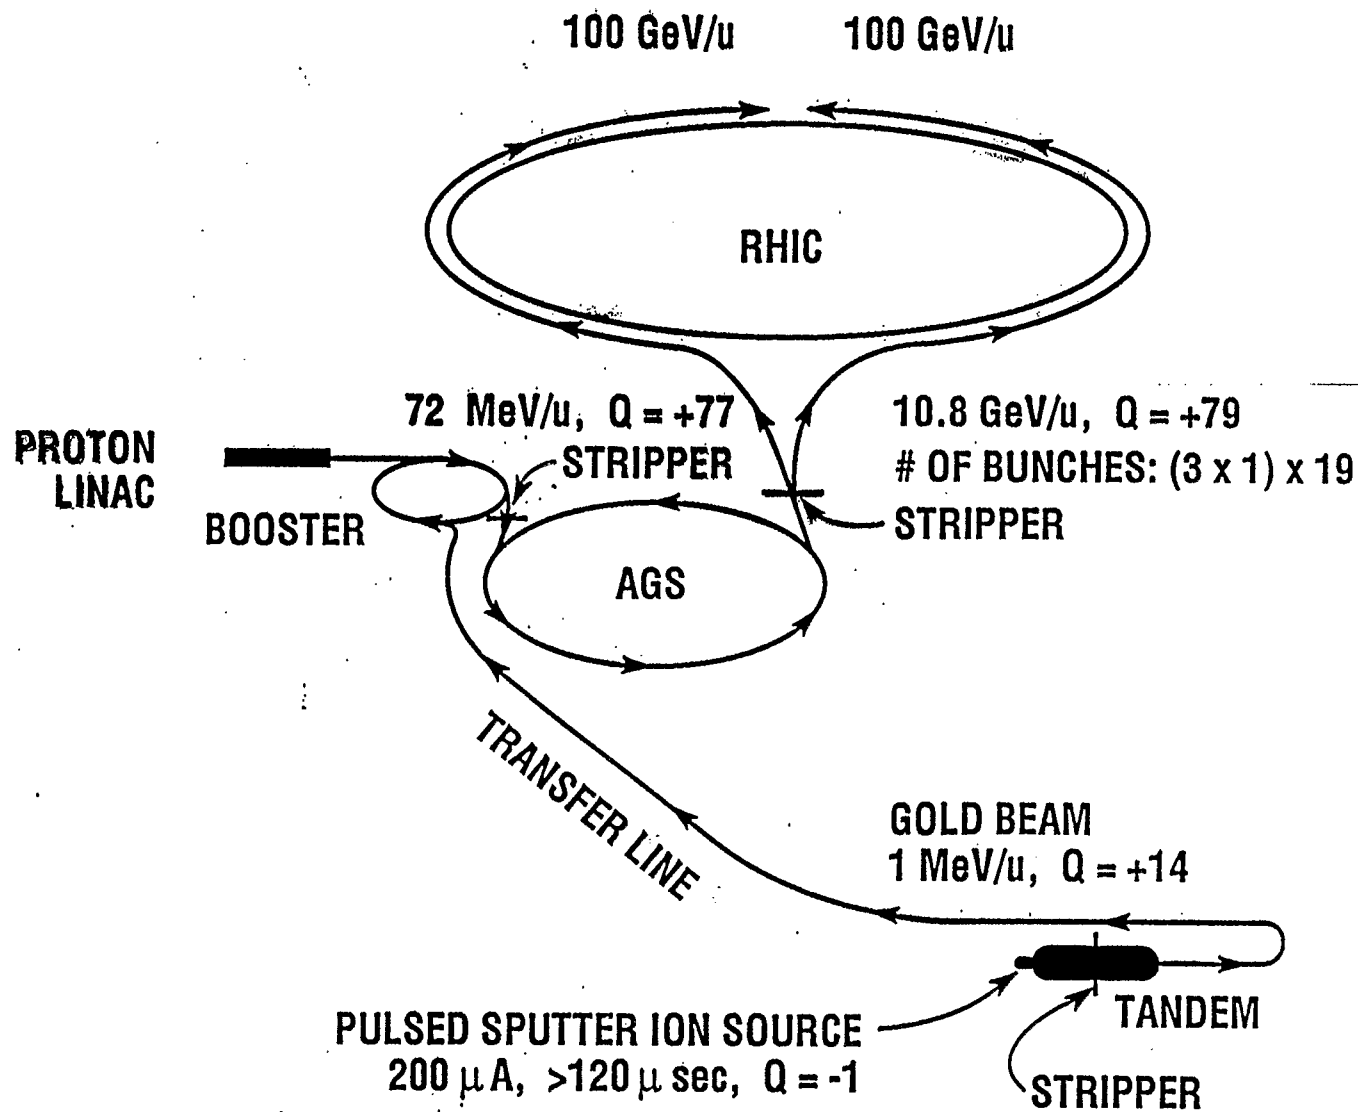 100 GeV/u 100 GeV/u
RHIC
72 MeV/u, Q = +77
STRIPPER
10.8 GeV/u, Q = +79
# OF BUNCHES: (3 x 1) x 19
STRIPPER
PROTON
LINAC
BOOSTER
AGS
TRANSFER LINE
GOLD BEAM
1 MeV/u, Q = +14
TANDEM
PULSED SPUTTER ION SOURCE
200 μA, >120 μ sec, Q = -1
STRIPPER